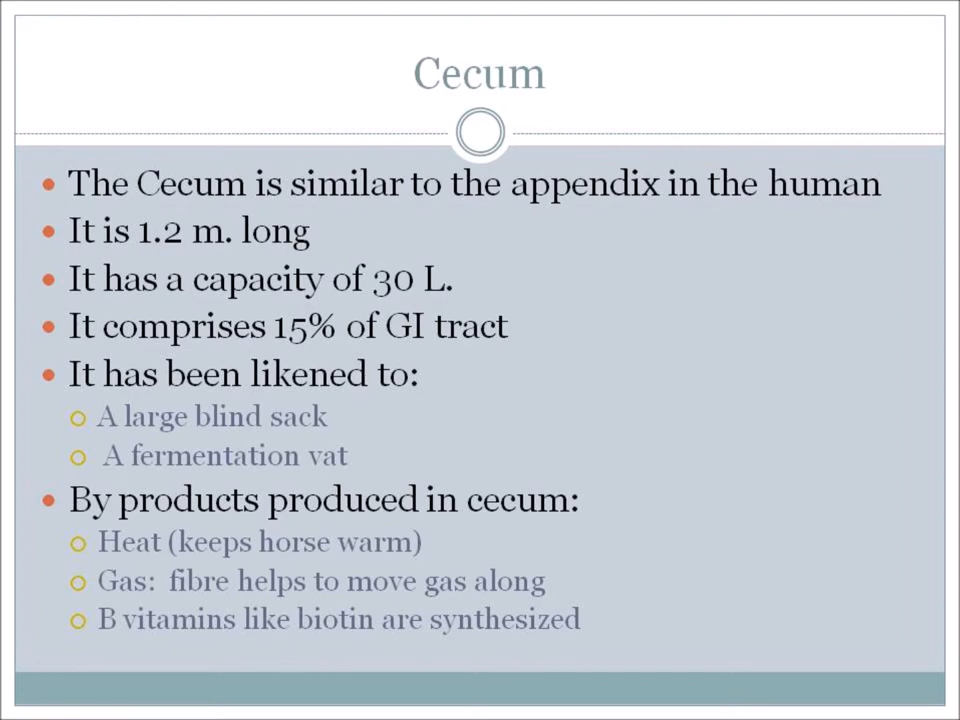 Cecum
The Cecum is similar to the appendix in the human
It is 1.2 m. long
It has a capacity of 30 L.
It comprises 15% of GI tract
It has been likened to:
A large blind sack
A fermentation vat
By products produced in cecum:
Heat (keeps horse warm)
Gas:  fibre helps to move gas along
B vitamins like biotin are synthesized